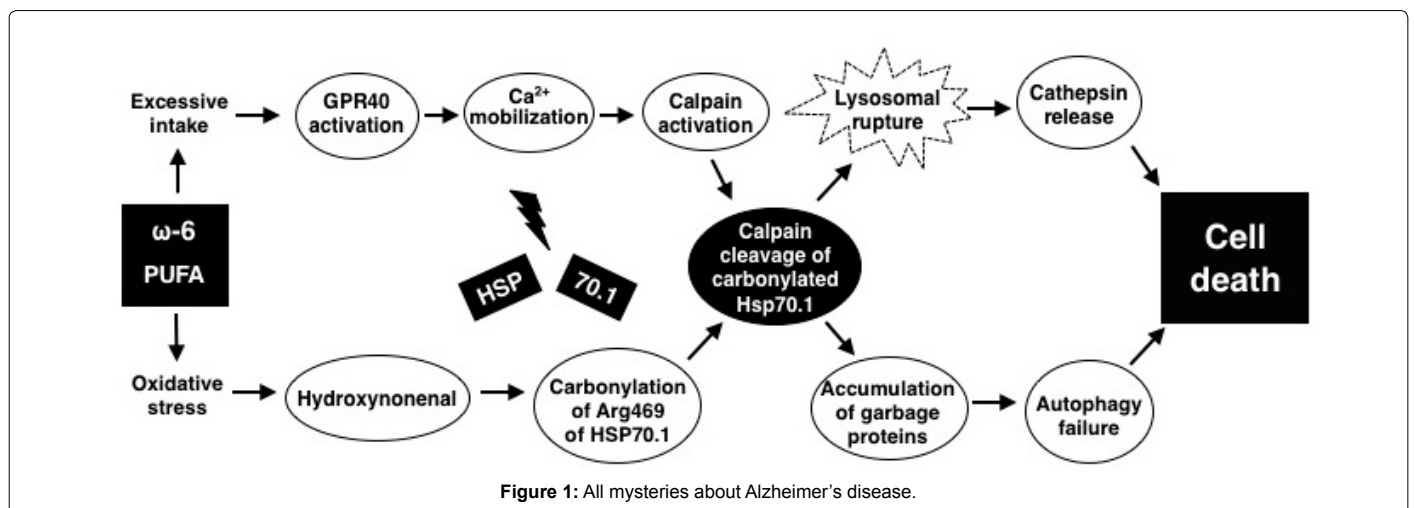 Excessive
intake
GPR40
activation
Ca²⁺
mobilization
Calpain
activation
Lysosomal
rupture
Cathepsin
release
ω-6
PUFA
HSP
70.1
Calpain
cleavage of
carbonylated
Hsp70.1
Cell
death
Oxidative
stress
Hydroxynonenal
Carbonylation
of Arg469
of HSP70.1
Accumulation
of garbage
proteins
Autophagy
failure
Figure 1: All mysteries about Alzheimer's disease.